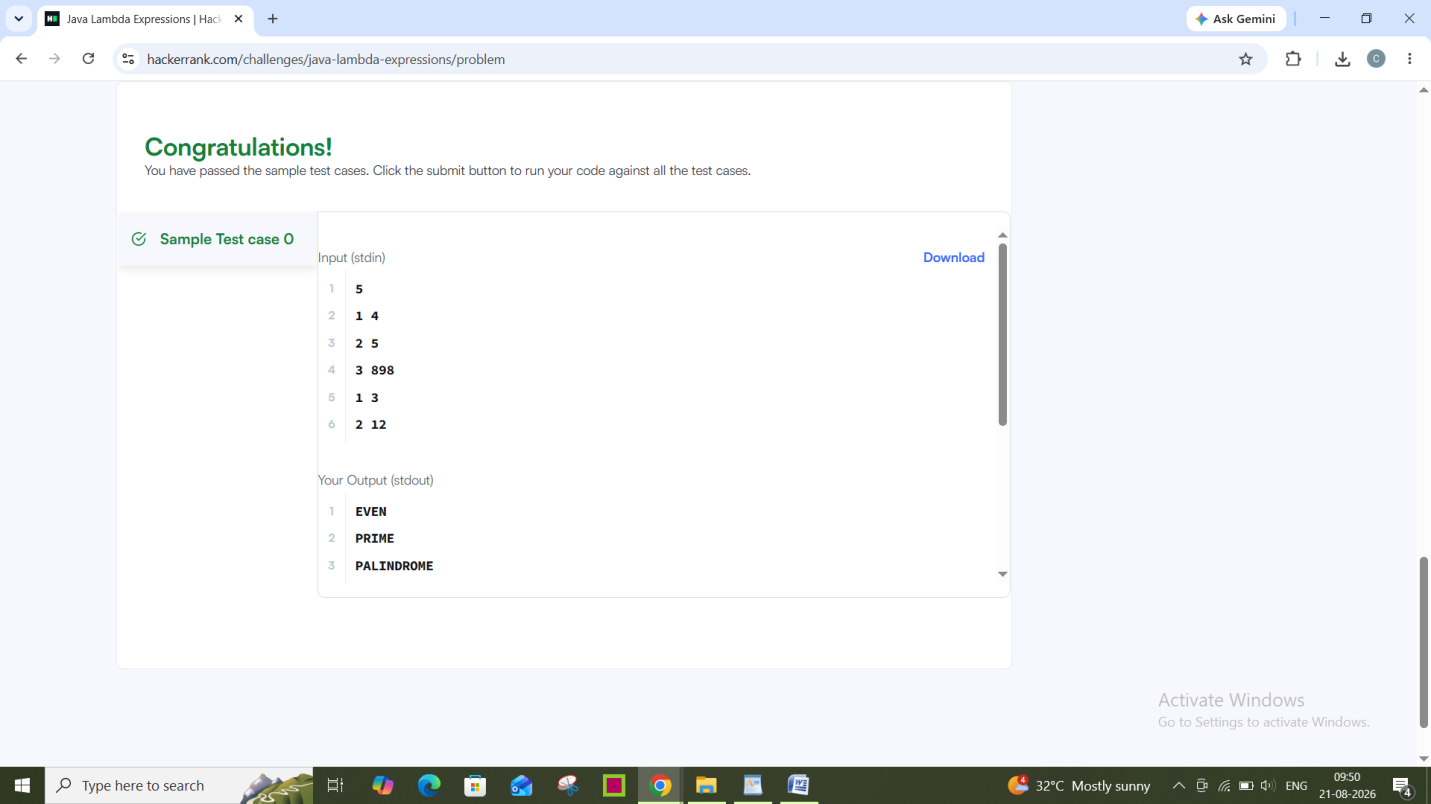 Java Lambda Expressions | Hack
Ask Gemini
hackerrank.com/challenges/java-lambda-expressions/problem
C
Congratulations!
You have passed the sample test cases. Click the submit button to run your code against all the test cases.
Sample Test case 0
Input (stdin)
Download
1 5
2 1 4
3 2 5
4 3 898
5 1 3
6 2 12
Your Output (stdout)
1 EVEN
2 PRIME
3 PALINDROME
Activate Windows
Go to Settings to activate Windows.
Type here to search
4
32°C Mostly sunny
ENG
09:50
21-08-2026
4